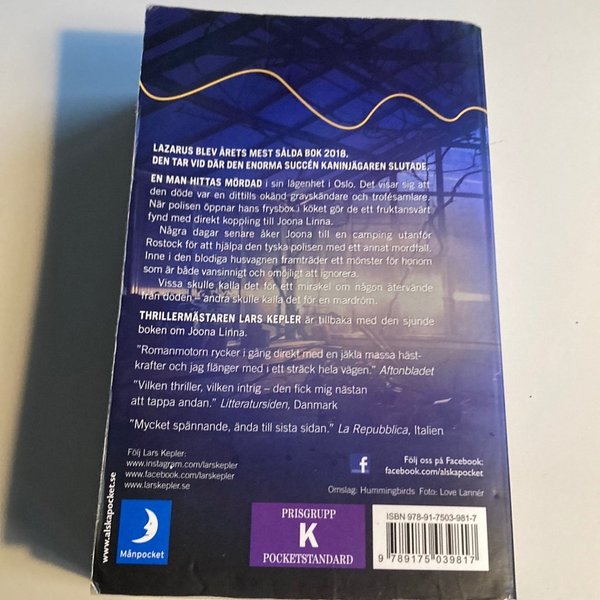 LAZARUS BLEV ÅRETS MEST SÅLDA BOK 2018.
DEN TAR VID DÄR DEN ENORMA SUCCÉN KANINJÄGAREN SLUTADE.
EN MAN HITTAS MÖRDAD i sin lägenhet i Oslo. Det visar sig att
den döde var en dittills okänd gravskändare och trofésamlare.
När polisen öppnar hans frysbox i köket gör de ett fruktansvärt
fynd med direkt koppling till Joona Linna.
Några dagar senare åker Joona till en camping utanför
Rostock för att hjälpa den tyska polisen med ett annat mordfall.
Inne i den blodiga husvagnen framträder ett mönster för honom
som är både vansinnigt och omöjligt att ignorera.
Vissa skulle kalla det för ett mirakel om någon återvände
från döden – andra skulle kalla det för en mardröm.
THRILLERMÄSTAREN LARS KEPLER är tillbaka med den sjunde
boken om Joona Linna.
"Romanmotorn rycker i gång direkt med en jäkla massa häst-
krafter och jag flänger med i ett sträck hela vägen." Aftonbladet
"Vilken thriller, vilken intrig – den fick mig nästan
att tappa andan." Litteratursiden, Danmark
"Mycket spännande, ända till sista sidan." La Repubblica, Italien
Följ Lars Kepler:
www.instagram.com/larskepler
www.facebook.com/larskepler
www.larskepler.se
f
Följ oss på Facebook:
facebook.com/alskapocket
Omslag: Hummingbirds Foto: Love Lannér
www.alskapocket.se
Månpocket
PRISGRUPP
K
POCKETSTANDARD
ISBN 978-91-7503-981-7
9 789175 039817